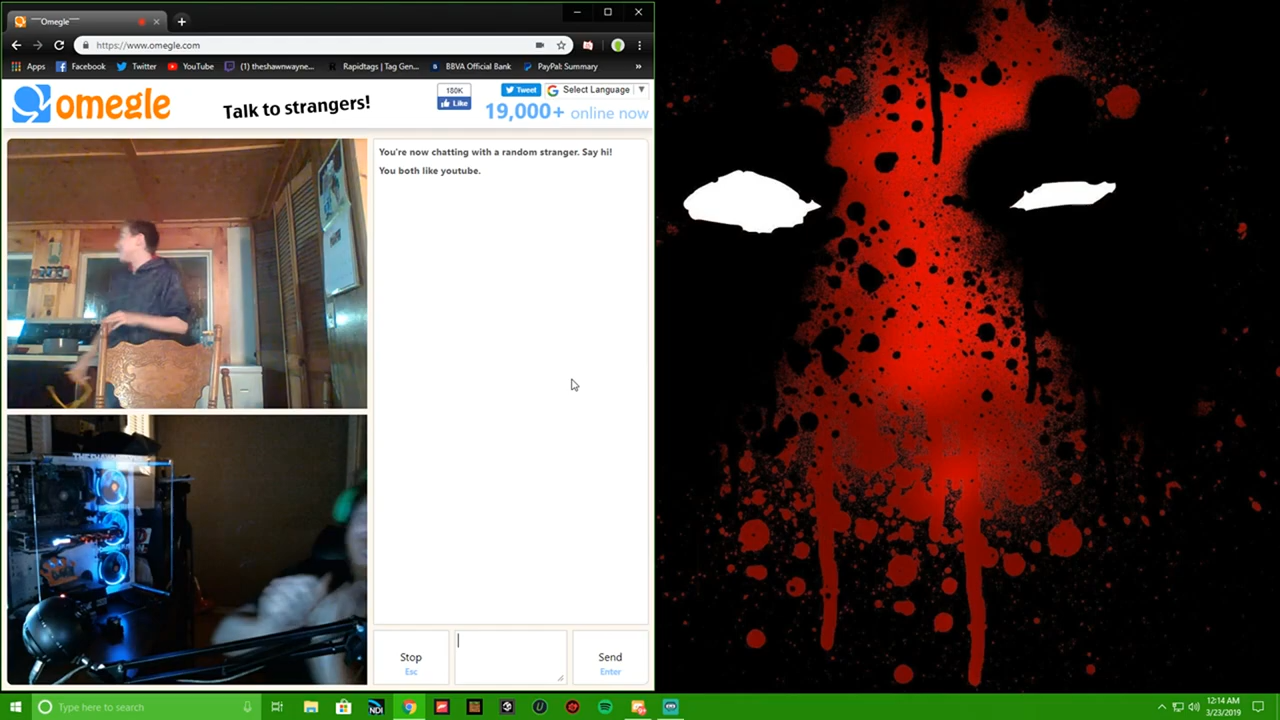 Omegle
https://www.omegle.com
Apps Facebook Twitter YouTube (1) theshawnwayne... Rapidtags | Tag Gen... BBVA Official Bank PayPal: Summary »
omegle
Talk to strangers!
180K
Like
Tweet
Select Language
19,000+ online now
You're now chatting with a random stranger. Say hi!
You both like youtube.
Stop
Esc
Send
Enter
Type here to search
NDI
12:14 AM
3/23/2019